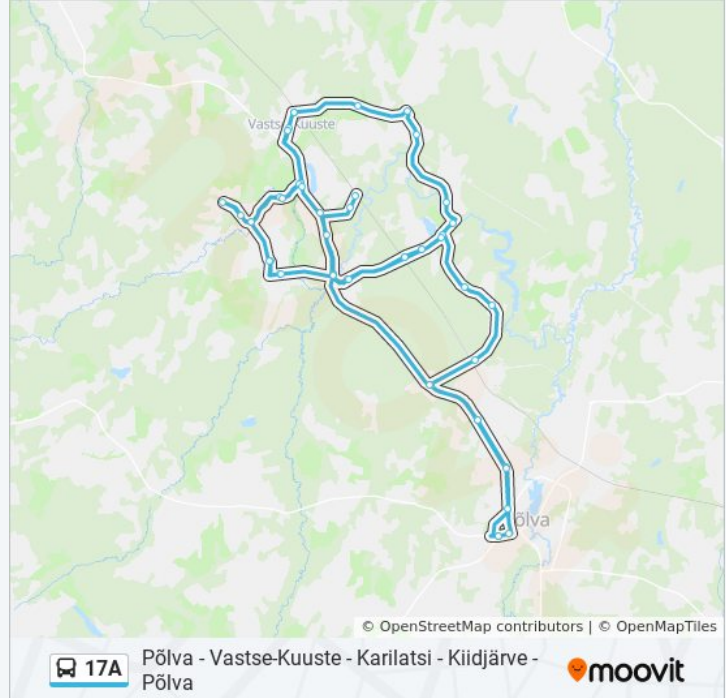 Vastse-Kuuste
Põlva
© OpenStreetMap contributors | © OpenMapTiles
17A
Põlva - Vastse-Kuuste - Karilatsi - Kiidjärve -
Põlva
moovit